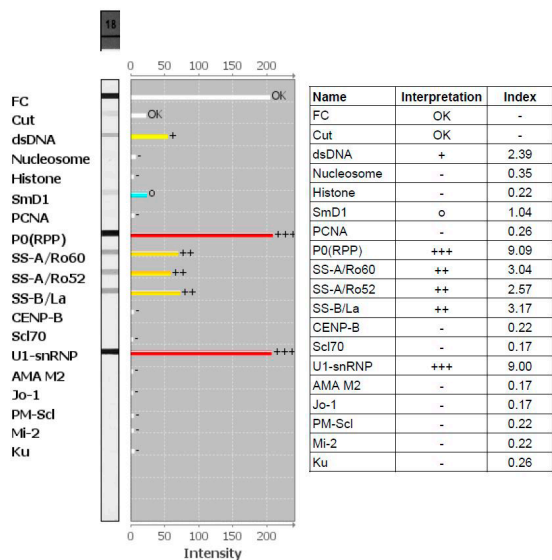 18
0 50 100 150 200
FC OK
Cut OK
dsDNA +
Nucleosome -
Histone -
SmD1 o
PCNA -
P0(RPP) +++
SS-A/Ro60 ++
SS-A/Ro52 ++
SS-B/La ++
CENP-B -
Scl70 -
U1-snRNP +++
AMA M2 -
Jo-1 -
PM-Scl -
Mi-2 -
Ku -
0 50 100 150 200
Intensity
Name Interpretation Index
FC OK -
Cut OK -
dsDNA + 2.39
Nucleosome - 0.35
Histone - 0.22
SmD1 o 1.04
PCNA - 0.26
P0(RPP) +++ 9.09
SS-A/Ro60 ++ 3.04
SS-A/Ro52 ++ 2.57
SS-B/La ++ 3.17
CENP-B - 0.22
Scl70 - 0.17
U1-snRNP +++ 9.00
AMA M2 - 0.17
Jo-1 - 0.17
PM-Scl - 0.22
Mi-2 - 0.22
Ku - 0.26